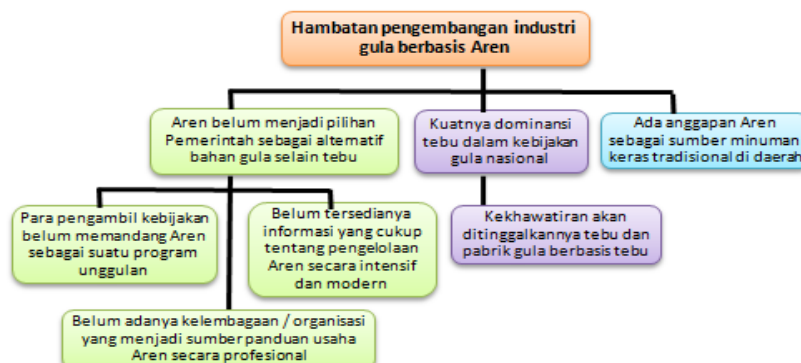 Hambatan pengembangan industri
gula berbasis Aren
Aren belum menjadi pilihan
Pemerintah sebagai alternatif
bahan gula selain tebu
Kuatnya dominansi
tebu dalam kebijakan
gula nasional
Ada anggapan Aren
sebagai sumber minuman
keras tradisional di daerah
Para pengambil kebijakan
belum memandang Aren
sebagai suatu program
unggulan
Belum tersedianya
informasi yang cukup
tentang pengelolaan
Aren secara intensif
dan modern
Kekhawatiran akan
ditinggalkannya tebu dan
pabrik gula berbasis tebu
Belum adanya kelembagaan / organisasi
yang menjadi sumber panduan usaha
Aren secara profesional